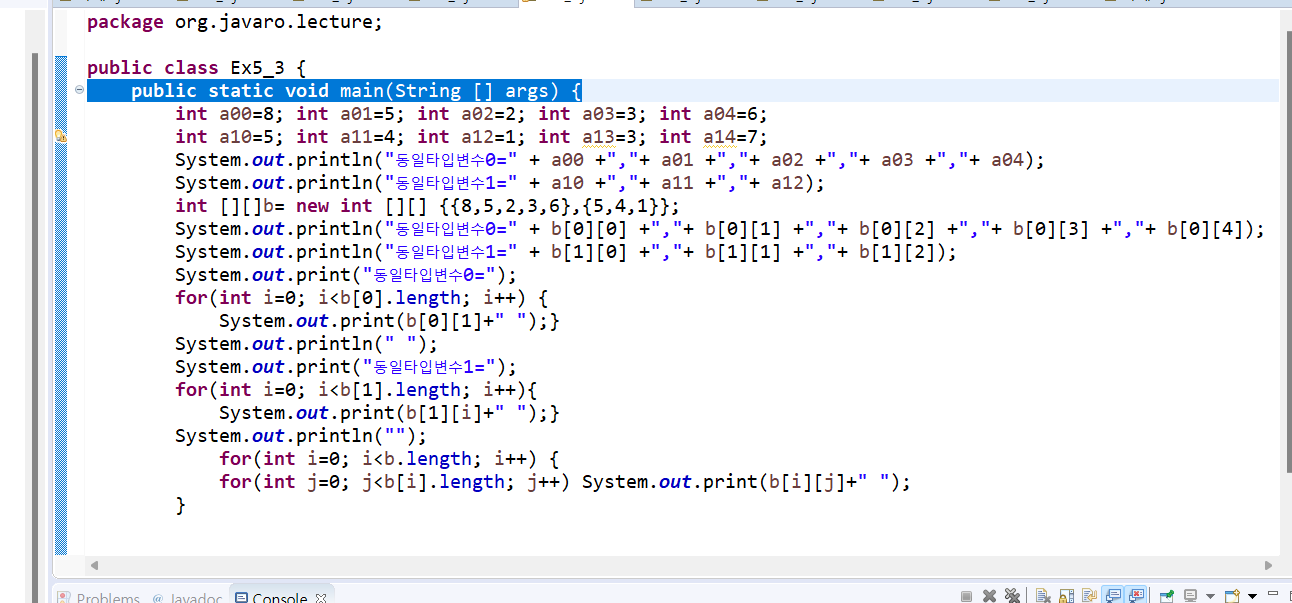 package org.javaro.lecture;
public class Ex5_3 {
public static void main(String [] args) {
int a00=8; int a01=5; int a02=2; int a03=3; int a04=6;
int a10=5; int a11=4; int a12=1; int a13=3; int a14=7;
System.out.println("동일타입변수0=" + a00 +","+ a01 +","+ a02 +","+ a03 +","+ a04);
System.out.println("동일타입변수1=" + a10 +","+ a11 +","+ a12);
int [][]b= new int [][] {{8,5,2,3,6},{5,4,1}};
System.out.println("동일타입변수0=" + b[0][0] +","+ b[0][1] +","+ b[0][2] +","+ b[0][3] +","+ b[0][4]);
System.out.println("동일타입변수1=" + b[1][0] +","+ b[1][1] +","+ b[1][2]);
System.out.print("동일타입변수0=");
for(int i=0; i<b[0].length; i++) {
System.out.print(b[0][1]+" ");}
System.out.println(" ");
System.out.print("동일타입변수1=");
for(int i=0; i<b[1].length; i++){
System.out.print(b[1][i]+" ");}
System.out.println("");
for(int i=0; i<b.length; i++) {
for(int j=0; j<b[i].length; j++) System.out.print(b[i][j]+" ");
}
Problems @ Javadoc Console